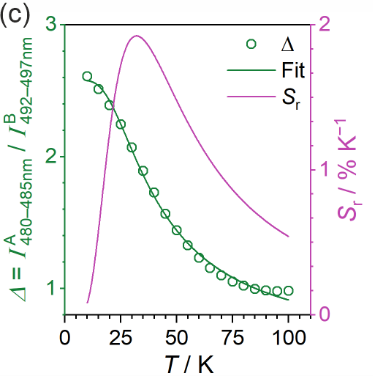 (c)
Δ = I^A_480–485nm / I^B_492–497nm
3
2
1
Δ
Fit
S_r
2
1
0
S_r / % K⁻¹
0 25 50 75 100
T / K